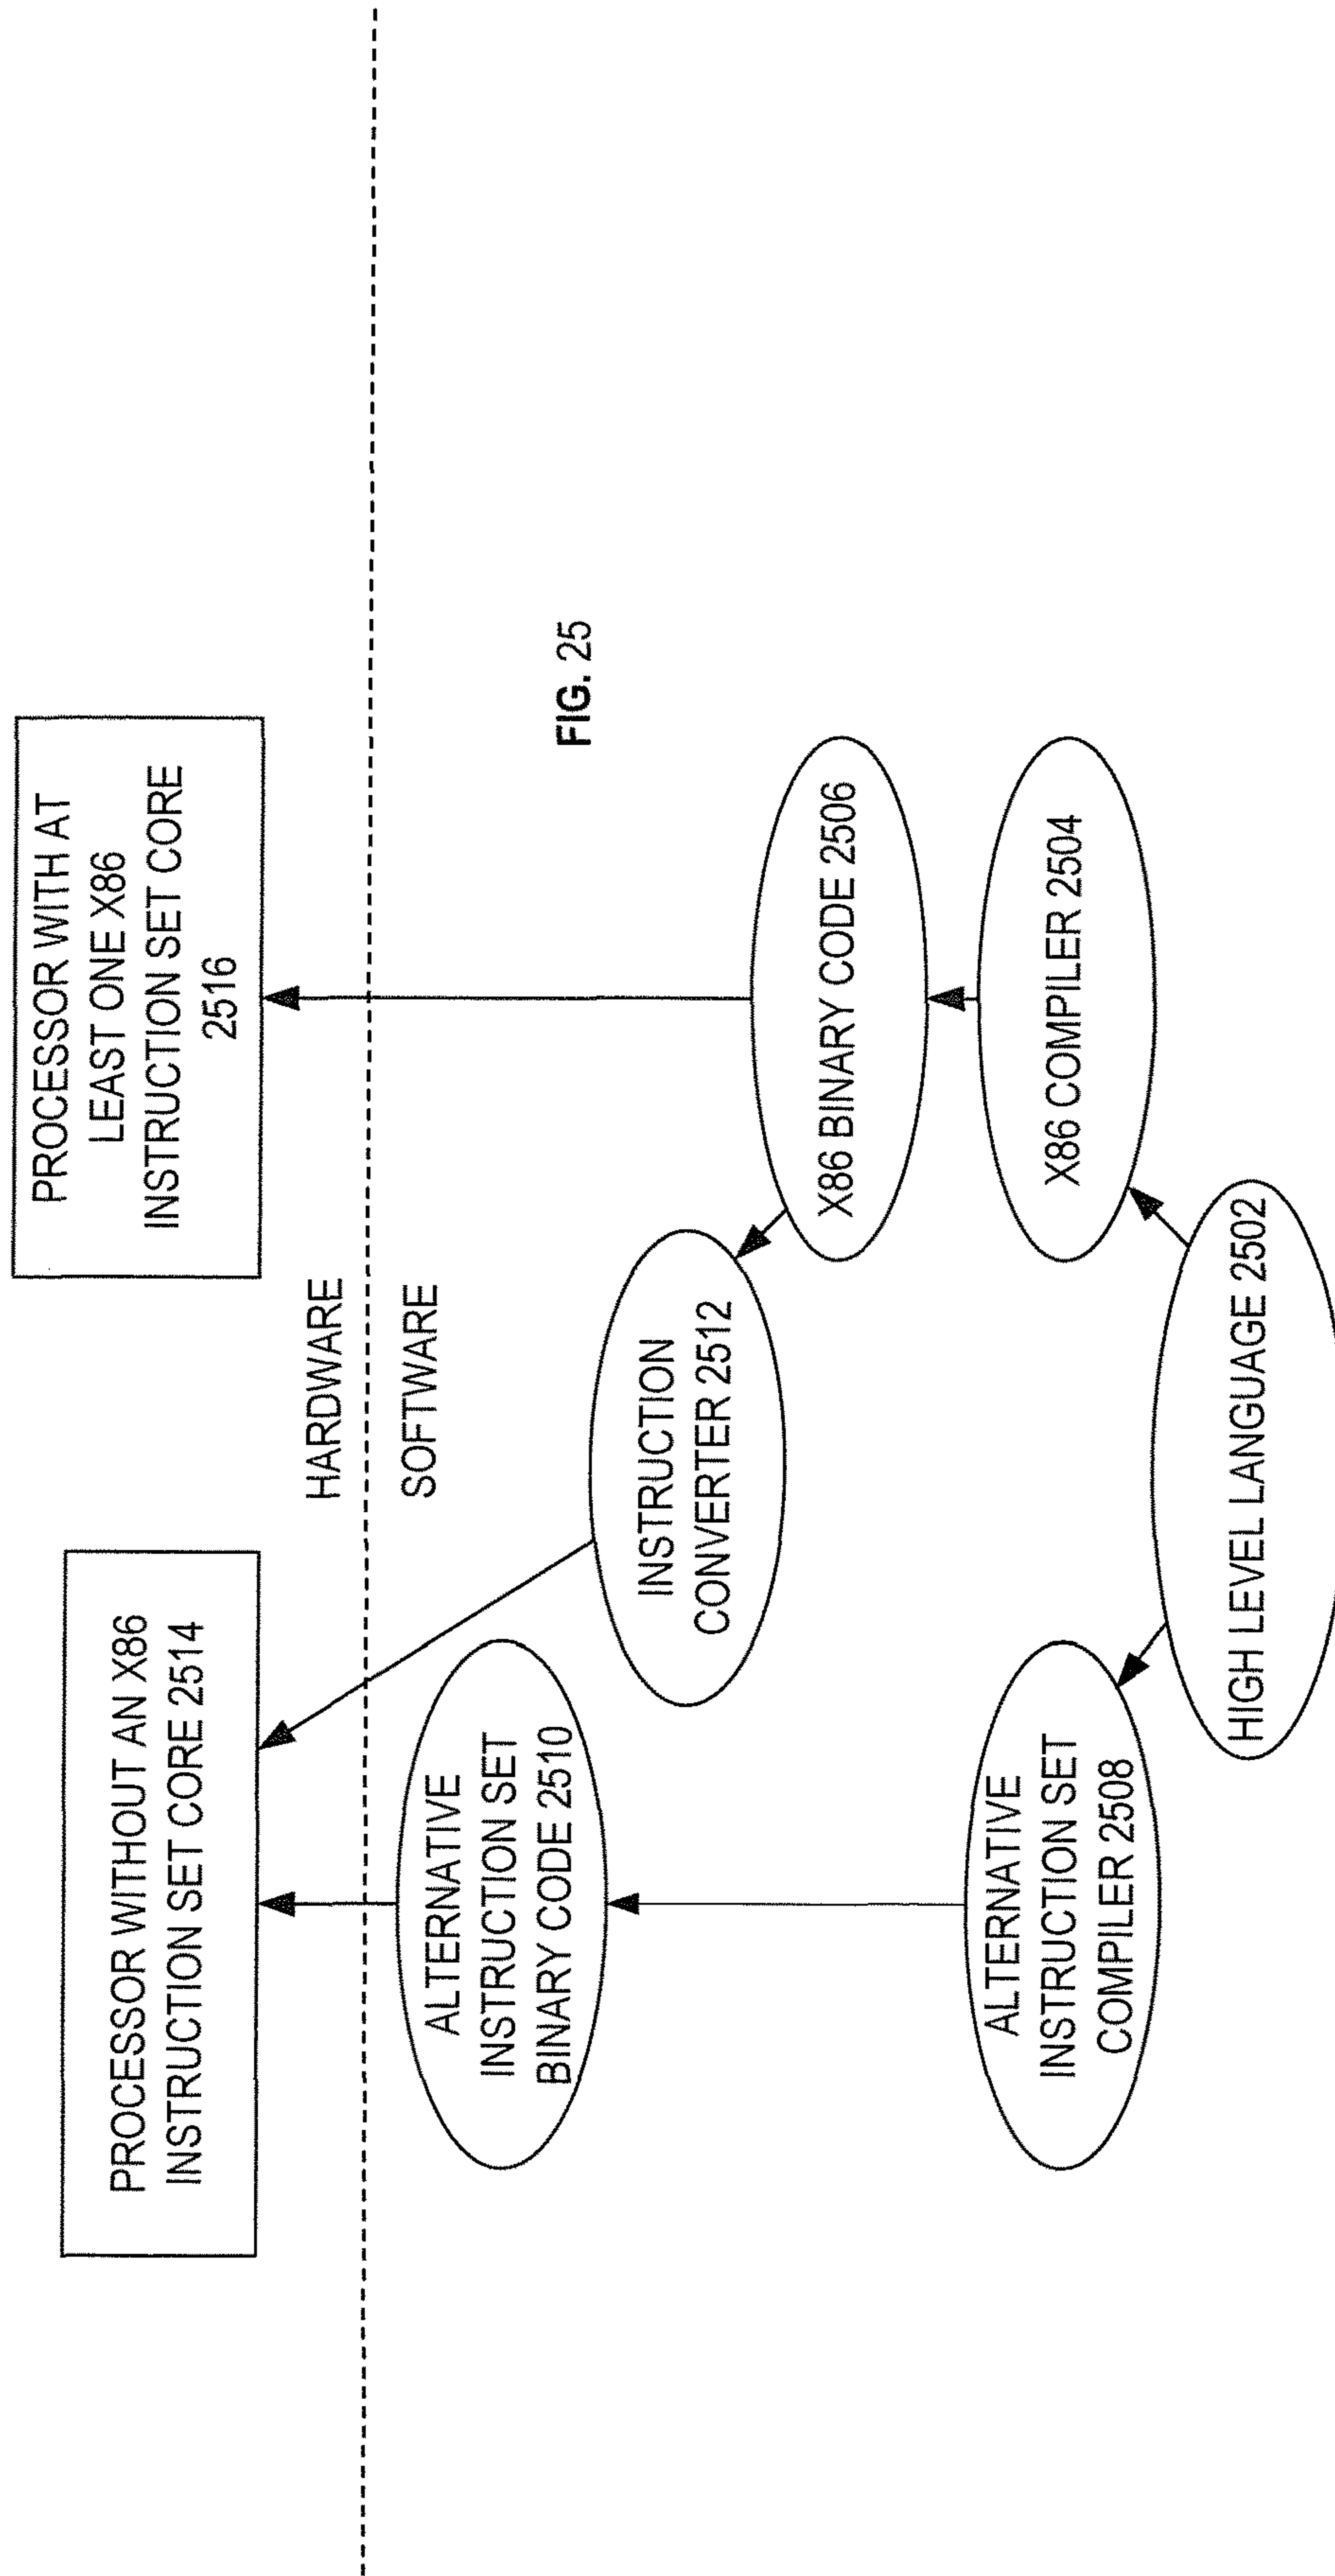 PROCESSOR WITHOUT AN X86
INSTRUCTION SET CORE 2514
PROCESSOR WITH AT
LEAST ONE X86
INSTRUCTION SET CORE
2516
HARDWARE
SOFTWARE
ALTERNATIVE
INSTRUCTION SET
BINARY CODE 2510
INSTRUCTION
CONVERTER 2512
FIG. 25
X86 BINARY CODE 2506
ALTERNATIVE
INSTRUCTION SET
COMPILER 2508
X86 COMPILER 2504
HIGH LEVEL LANGUAGE 2502